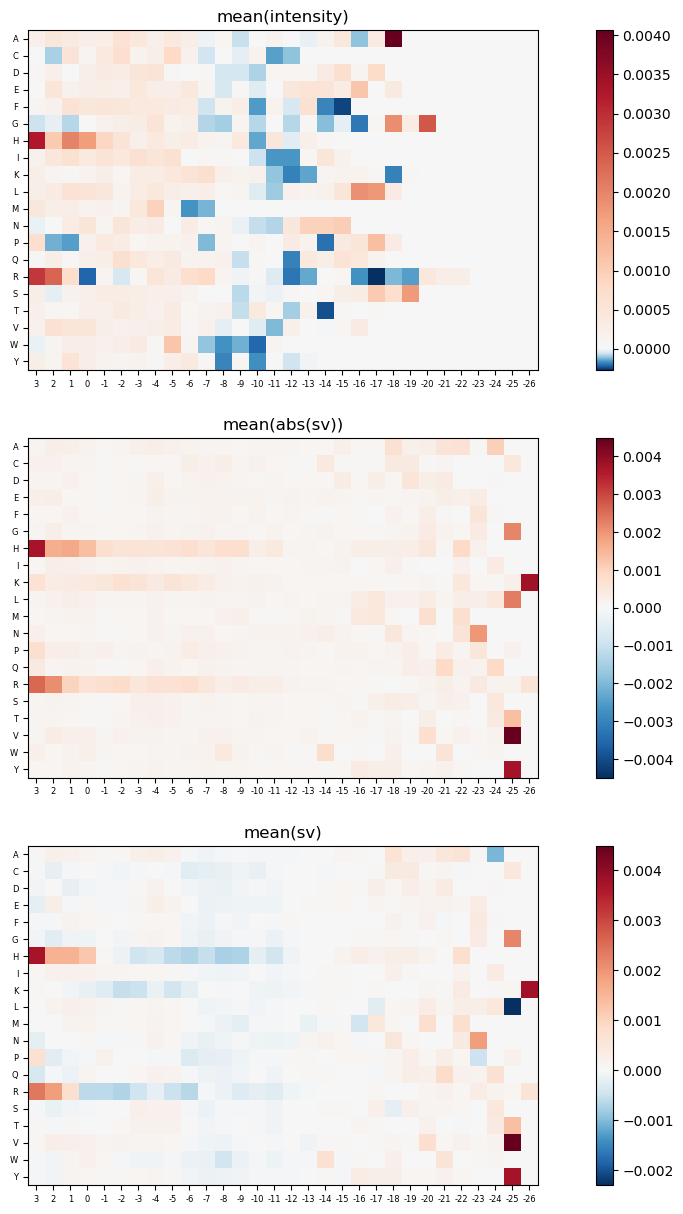 mean(intensity)
A
C
D
E
F
G
H
I
K
L
M
N
P
Q
R
S
T
V
W
Y
3 2 1 0 -1 -2 -3 -4 -5 -6 -7 -8 -9 -10 -11 -12 -13 -14 -15 -16 -17 -18 -19 -20 -21 -22 -23 -24 -25 -26
0.0040
0.0035
0.0030
0.0025
0.0020
0.0015
0.0010
0.0005
0.0000
mean(abs(sv))
A
C
D
E
F
G
H
I
K
L
M
N
P
Q
R
S
T
V
W
Y
3 2 1 0 -1 -2 -3 -4 -5 -6 -7 -8 -9 -10 -11 -12 -13 -14 -15 -16 -17 -18 -19 -20 -21 -22 -23 -24 -25 -26
0.004
0.003
0.002
0.001
0.000
−0.001
−0.002
−0.003
−0.004
mean(sv)
A
C
D
E
F
G
H
I
K
L
M
N
P
Q
R
S
T
V
W
Y
3 2 1 0 -1 -2 -3 -4 -5 -6 -7 -8 -9 -10 -11 -12 -13 -14 -15 -16 -17 -18 -19 -20 -21 -22 -23 -24 -25 -26
0.004
0.003
0.002
0.001
0.000
−0.001
−0.002